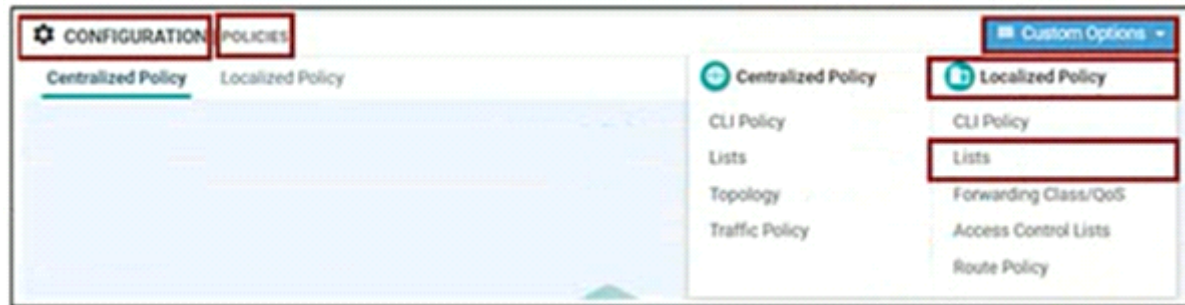 CONFIGURATION POLICIES
Custom Options
Centralized Policy Localized Policy
Centralized Policy
CLI Policy
Lists
Topology
Traffic Policy
Localized Policy
CLI Policy
Lists
Forwarding Class/QoS
Access Control Lists
Route Policy